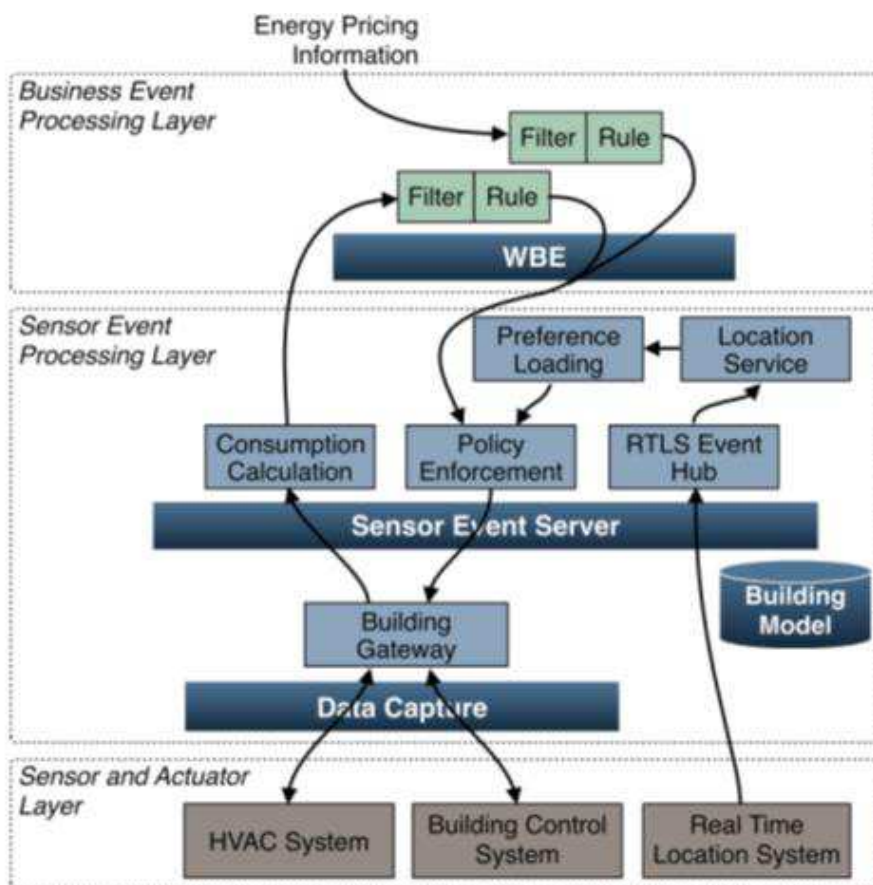 Energy Pricing
Information
Business Event
Processing Layer
Filter Rule
Filter Rule
WBE
Sensor Event
Processing Layer
Preference
Loading
Location
Service
Consumption
Calculation
Policy
Enforcement
RTLS Event
Hub
Sensor Event Server
Building
Model
Building
Gateway
Data Capture
Sensor and Actuator
Layer
HVAC System
Building Control
System
Real Time
Location System